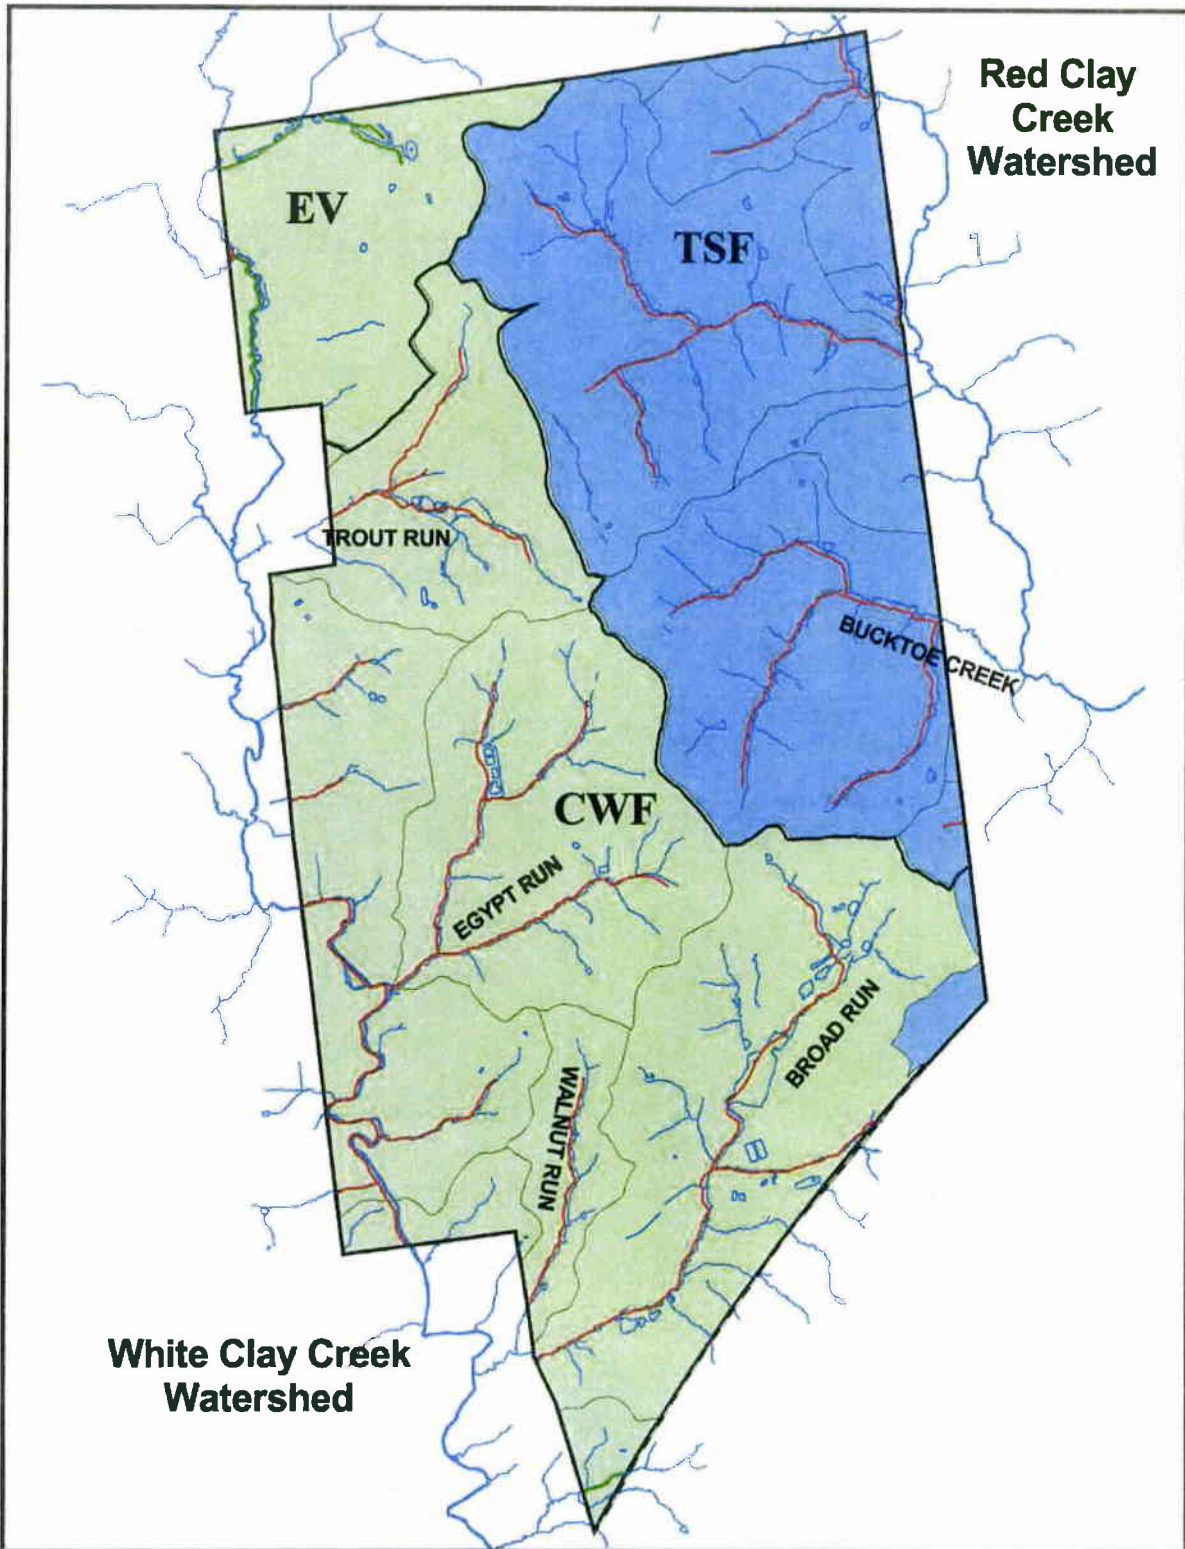 Red Clay
Creek
Watershed
EV
TSF
TROUT RUN
BUCKTOE CREEK
CWF
EGYPT RUN
BROAD RUN
WALNUT RUN
White Clay Creek
Watershed